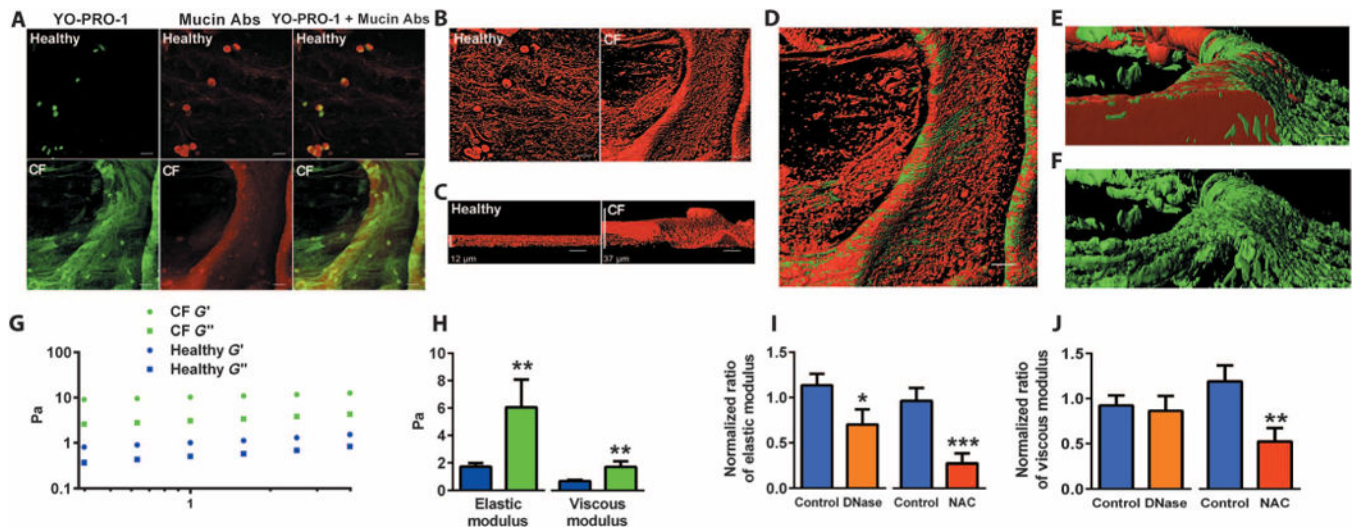 A
YO-PRO-1
Mucin Abs
YO-PRO-1 + Mucin Abs
Healthy
Healthy
Healthy
CF
CF
CF
B
Healthy
CF
C
Healthy
CF
12 µm
37 µm
D
E
F
G
CF G'
CF G"
Healthy G'
Healthy G"
Pa
100
10
1
0.1
1
H
Pa
10
8
6
4
2
0
**
**
Elastic
modulus
Viscous
modulus
I
Normalized ratio
of elastic modulus
1.5
1.0
0.5
0
*
***
Control DNase
Control NAC
J
Normalized ratio
of viscous modulus
1.5
1.0
0.5
0
**
Control DNase
Control NAC